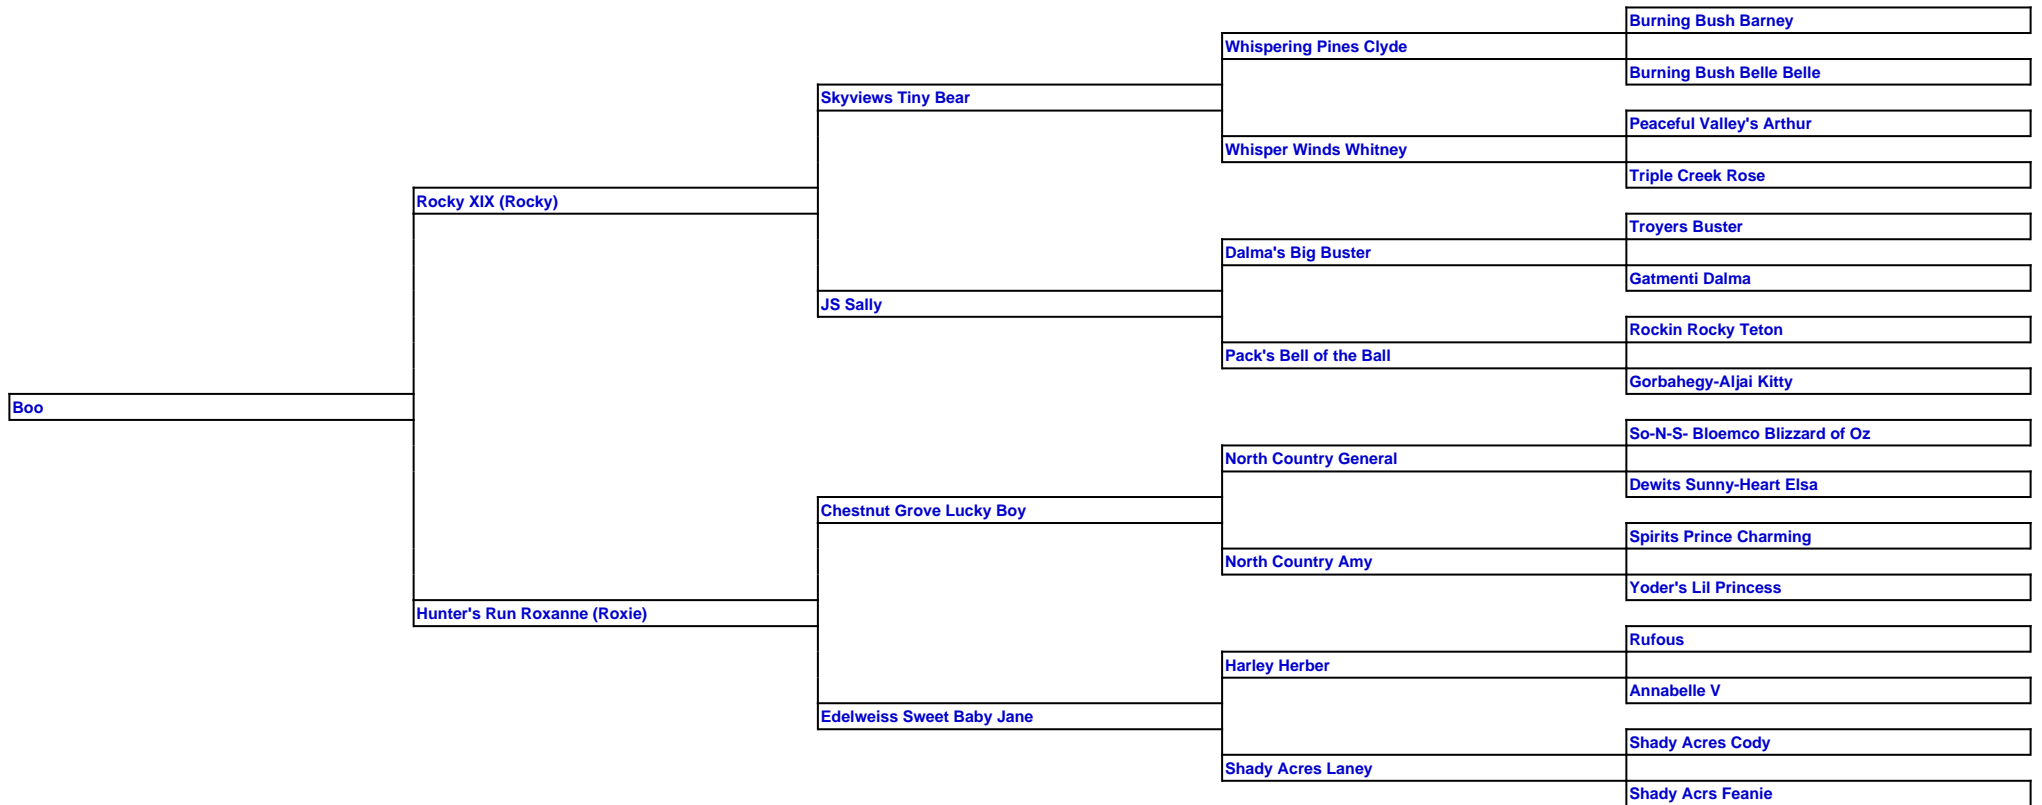 Burning Bush Barney
Whispering Pines Clyde
Burning Bush Belle Belle
Skyviews Tiny Bear
Peaceful Valley's Arthur
Whisper Winds Whitney
Triple Creek Rose
Rocky XIX (Rocky)
Troyers Buster
Dalma's Big Buster
Gatmenti Dalma
JS Sally
Rockin Rocky Teton
Pack's Bell of the Ball
Gorbahegy-Aljai Kitty
Boo
So-N-S- Bloemco Blizzard of Oz
North Country General
Dewits Sunny-Heart Elsa
Chestnut Grove Lucky Boy
Spirits Prince Charming
North Country Amy
Yoder's Lil Princess
Hunter's Run Roxanne (Roxie)
Rufous
Harley Herber
Annabelle V
Edelweiss Sweet Baby Jane
Shady Acres Cody
Shady Acres Laney
Shady Acrs Feanie